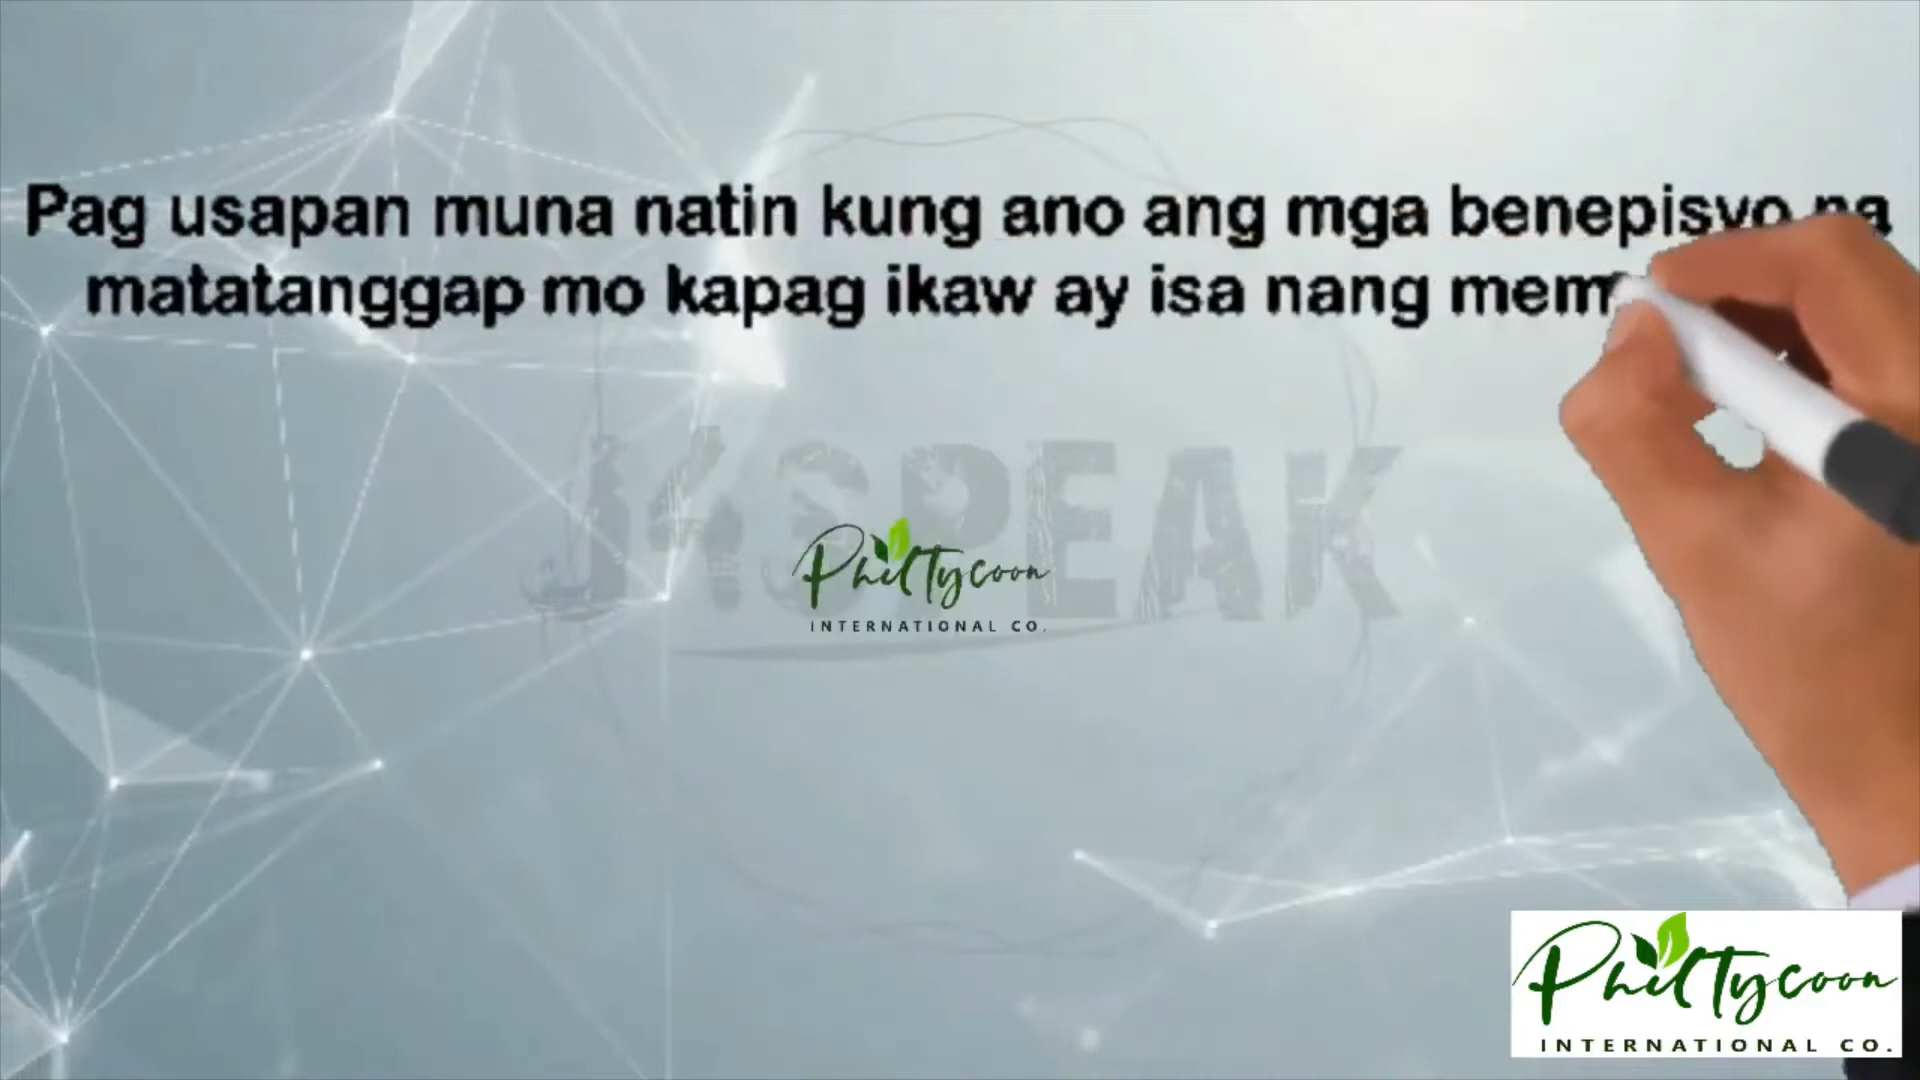 Pag usapan muna natin kung ano ang mga benepisyo na
matatanggap mo kapag ikaw ay isa nang mem
PhilTycoon
INTERNATIONAL CO.
PhilTycoon
INTERNATIONAL CO.